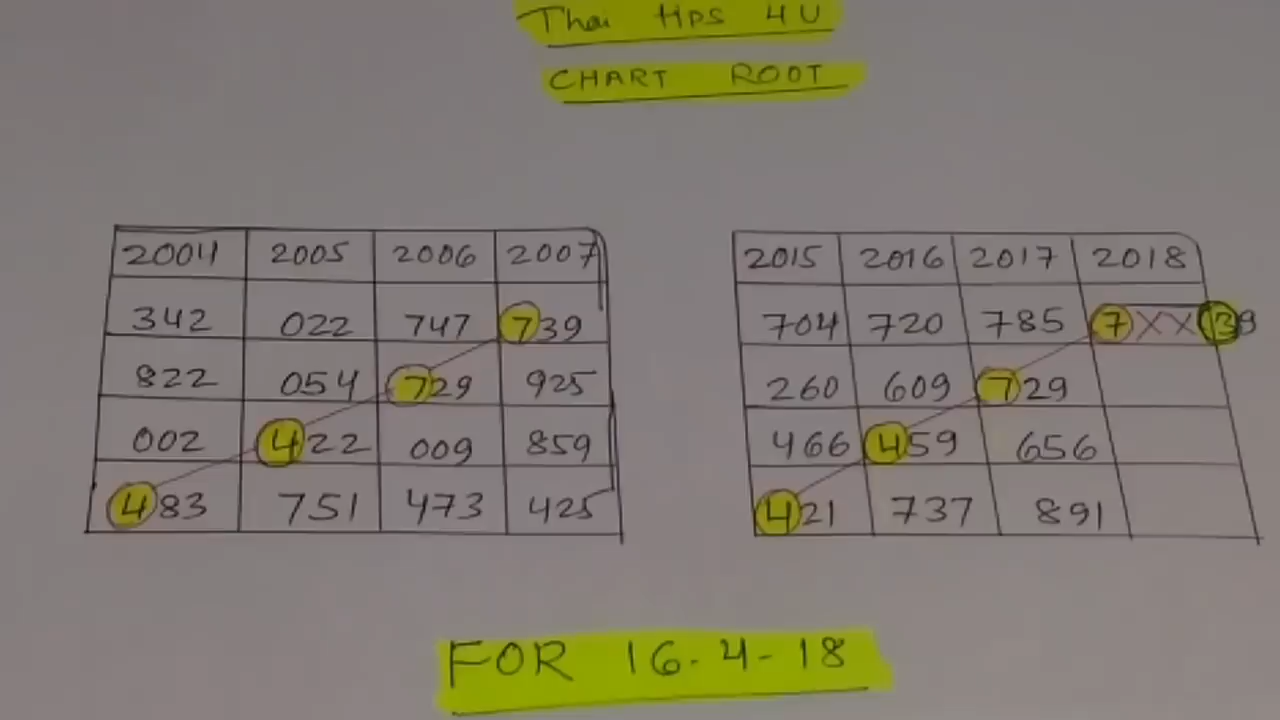 Thai tips 4 U
CHART ROOT
2004 2005 2006 2007
342 022 747 739
822 054 729 925
002 422 009 859
483 751 473 425
2015 2016 2017 2018
704 720 785 7XX
260 609 729
466 459 656
421 737 891
FOR 16-4-18